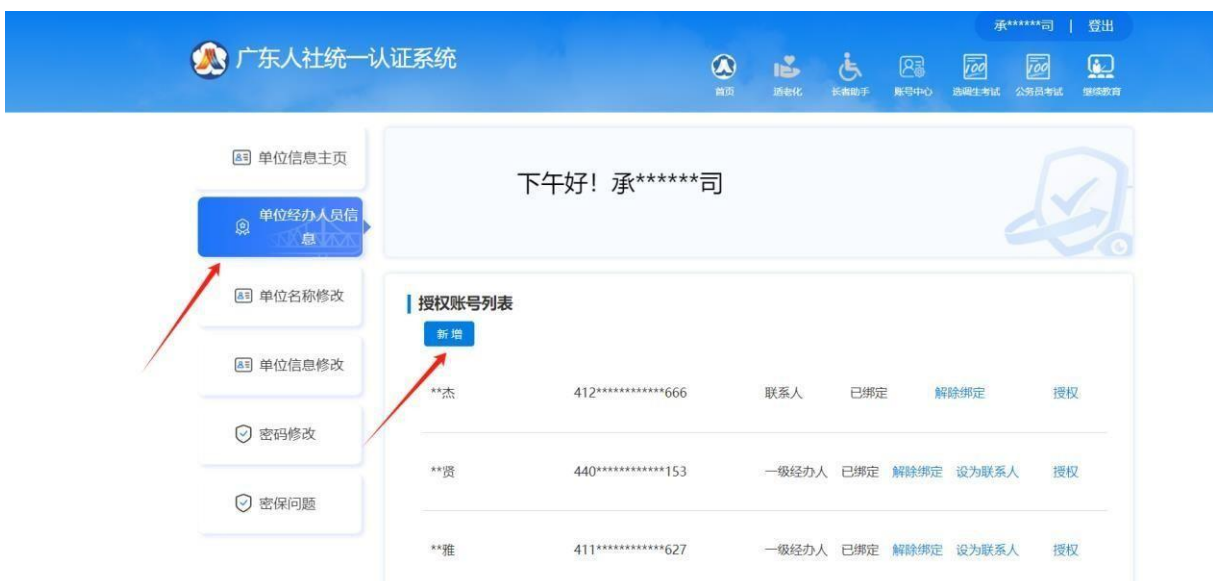 承******司 | 登出
广东人社统一认证系统
首页 适老化 长者助手 账号中心 选调生考试 公务员考试 继续教育
单位信息主页
下午好！承******司
单位经办人员信
息
单位名称修改
授权账号列表
新增
单位信息修改
**杰 412************666 联系人 已绑定 解除绑定 授权
密码修改
**贤 440************153 一级经办人 已绑定 解除绑定 设为联系人 授权
密保问题
**雅 411************627 一级经办人 已绑定 解除绑定 设为联系人 授权